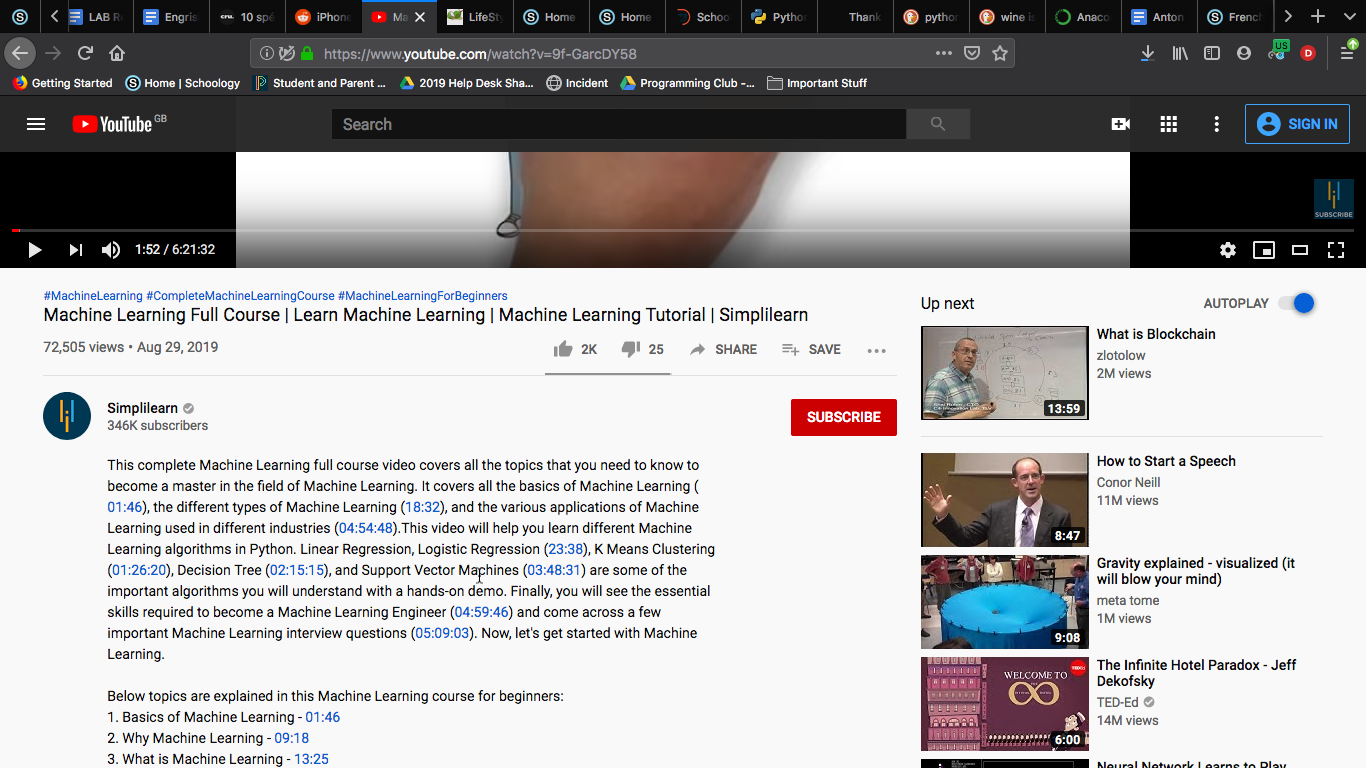 LAB R
Engris
10 spé
iPhone
Ma
LifeSty
Home
Home
Schoo
Pytho
Thank
python
wine is
Anaco
Anton
French
https://www.youtube.com/watch?v=9f-GarcDY58
US
D
Getting Started
Home | Schoology
Student and Parent ...
2019 Help Desk Sha...
Incident
Programming Club -...
Important Stuff
YouTube GB
Search
SIGN IN
SUBSCRIBE
1:52 / 6:21:32
#MachineLearning #CompleteMachineLearningCourse #MachineLearningForBeginners
Machine Learning Full Course | Learn Machine Learning | Machine Learning Tutorial | Simplilearn
72,505 views • Aug 29, 2019
2K
25
SHARE
SAVE
Simplilearn
346K subscribers
SUBSCRIBE
This complete Machine Learning full course video covers all the topics that you need to know to
become a master in the field of Machine Learning. It covers all the basics of Machine Learning (
01:46), the different types of Machine Learning (18:32), and the various applications of Machine
Learning used in different industries (04:54:48).This video will help you learn different Machine
Learning algorithms in Python. Linear Regression, Logistic Regression (23:38), K Means Clustering
(01:26:20), Decision Tree (02:15:15), and Support Vector Machines (03:48:31) are some of the
important algorithms you will understand with a hands-on demo. Finally, you will see the essential
skills required to become a Machine Learning Engineer (04:59:46) and come across a few
important Machine Learning interview questions (05:09:03). Now, let's get started with Machine
Learning.
Below topics are explained in this Machine Learning course for beginners:
1. Basics of Machine Learning - 01:46
2. Why Machine Learning - 09:18
3. What is Machine Learning - 13:25
Up next
AUTOPLAY
13:59
What is Blockchain
zlotolow
2M views
8:47
How to Start a Speech
Conor Neill
11M views
9:08
Gravity explained - visualized (it
will blow your mind)
meta tome
1M views
WELCOME TO
TEDEd
6:00
The Infinite Hotel Paradox - Jeff
Dekofsky
TED-Ed
14M views
Neural Network Learns to Play